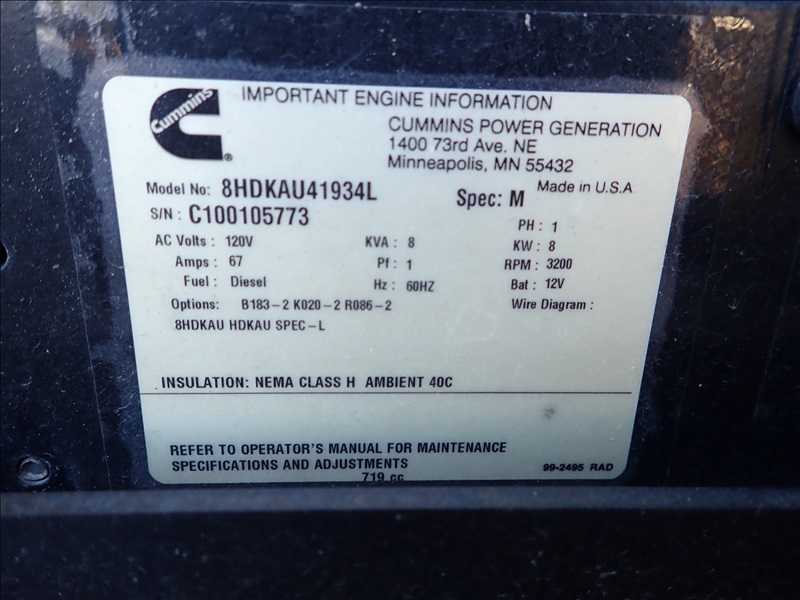 Cummins
IMPORTANT ENGINE INFORMATION
CUMMINS POWER GENERATION
1400 73rd Ave. NE
Minneapolis, MN 55432
Model No: 8HDKAU41934L Spec: M Made in U.S.A
S/N : C100105773
AC Volts : 120V KVA : 8 PH : 1
Amps : 67 Pf : 1 KW : 8
Fuel : Diesel Hz : 60HZ RPM : 3200
Options: B183-2 K020-2 R086-2 Bat : 12V
8HDKAU HDKAU SPEC-L Wire Diagram :
INSULATION: NEMA CLASS H AMBIENT 40C
REFER TO OPERATOR'S MANUAL FOR MAINTENANCE
SPECIFICATIONS AND ADJUSTMENTS 99-2495 RAD
719 cc